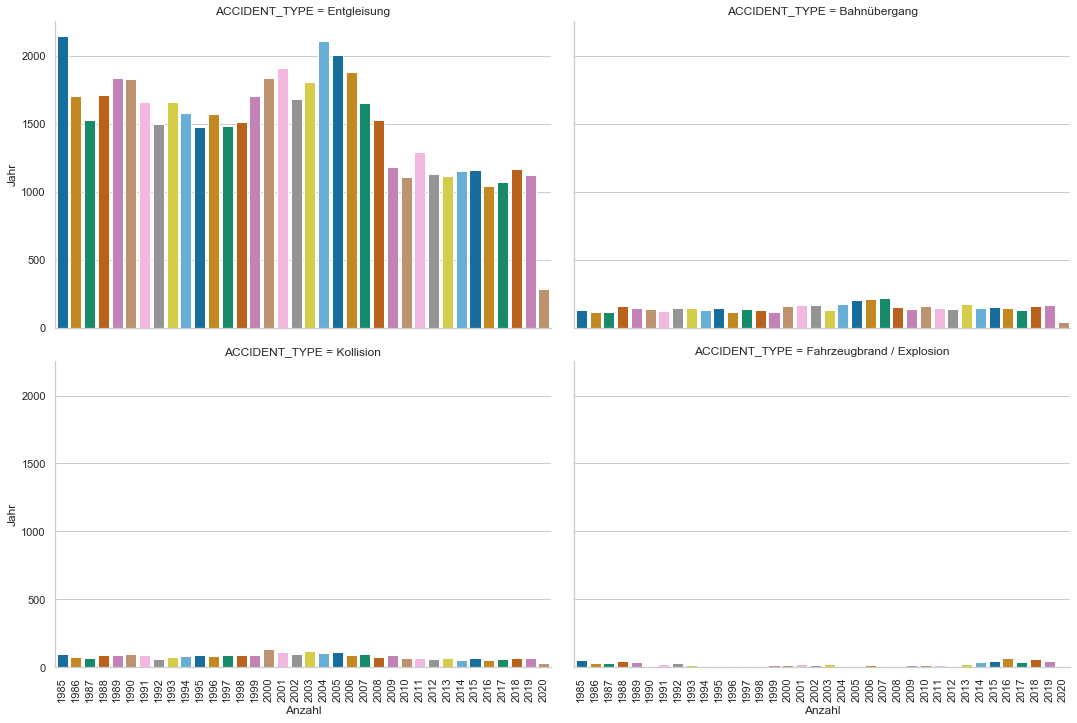 ACCIDENT_TYPE = Entgleisung
ACCIDENT_TYPE = Bahnübergang
2000
1500
1000
500
0
Jahr
ACCIDENT_TYPE = Kollision
ACCIDENT_TYPE = Fahrzeugbrand / Explosion
2000
1500
1000
500
0
Jahr
1985 1986 1987 1988 1989 1990 1991 1992 1993 1994 1995 1996 1997 1998 1999 2000 2001 2002 2003 2004 2005 2006 2007 2008 2009 2010 2011 2012 2013 2014 2015 2016 2017 2018 2019 2020
Anzahl
1985 1986 1987 1988 1989 1990 1991 1992 1993 1994 1995 1996 1997 1998 1999 2000 2001 2002 2003 2004 2005 2006 2007 2008 2009 2010 2011 2012 2013 2014 2015 2016 2017 2018 2019 2020
Anzahl